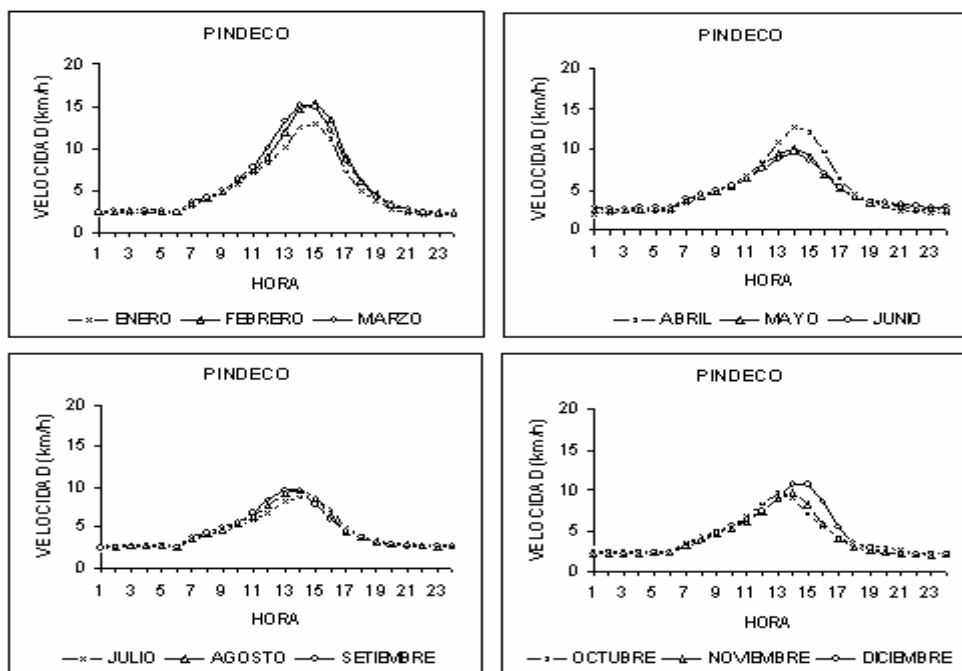 PINDECO
20
15
10
5
0
VELOCIDAD (km/h)
1 3 5 7 9 11 13 15 17 19 21 23
HORA
ENERO FEBRERO MARZO
PINDECO
20
15
10
5
0
VELOCIDAD (km/h)
1 3 5 7 9 11 13 15 17 19 21 23
HORA
ABRIL MAYO JUNIO
PINDECO
20
15
10
5
0
VELOCIDAD (km/h)
1 3 5 7 9 11 13 15 17 19 21 23
HORA
JULIO AGOSTO SETIEMBRE
PINDECO
20
15
10
5
0
VELOCIDAD (km/h)
1 3 5 7 9 11 13 15 17 19 21 23
HORA
OCTUBRE NOVIEMBRE DICIEMBRE